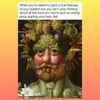 When you're asked to paint a true likeness
of your subject but you can't stop thinking
about all the food you had to give up eating
since starting your keto diet.